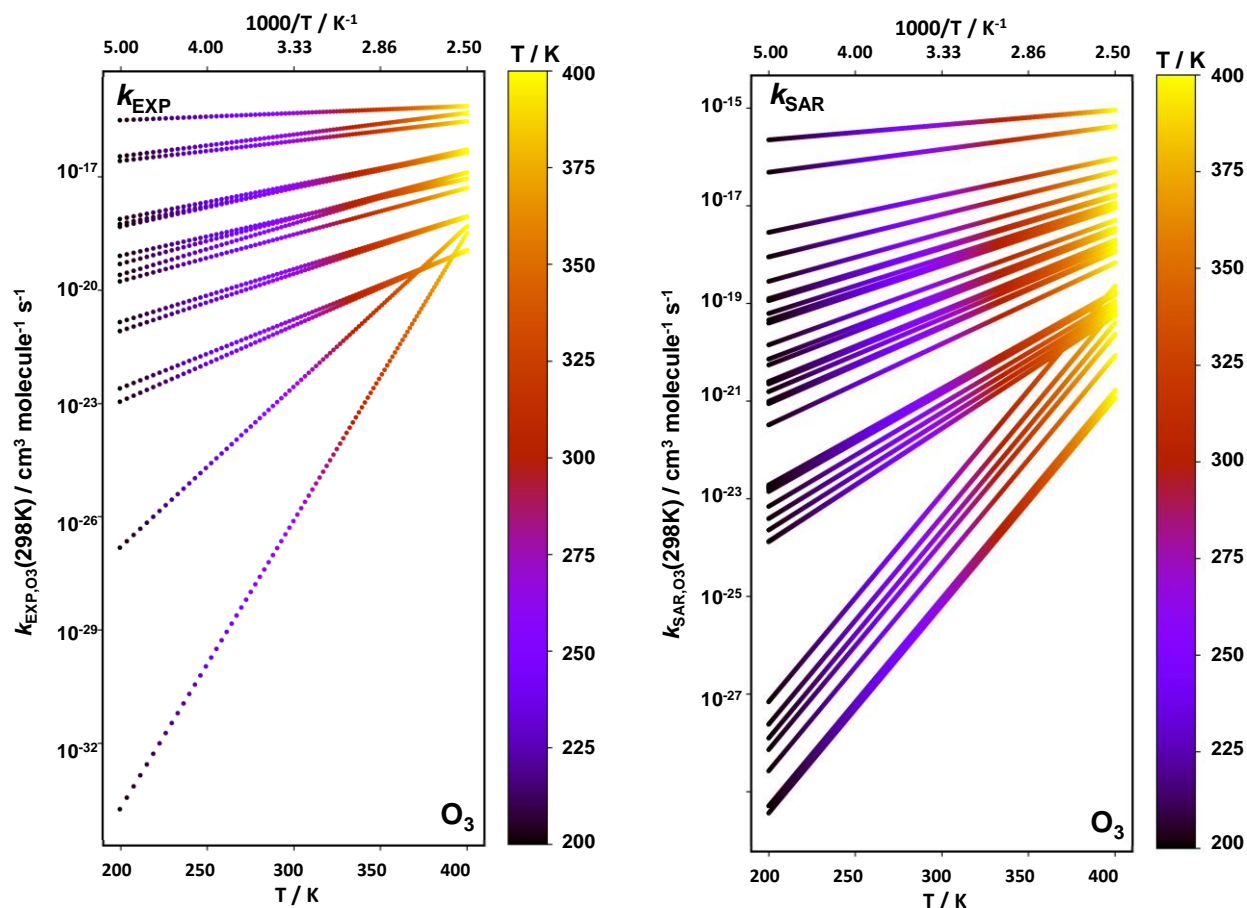 1000/T / K-1
5.00 4.00 3.33 2.86 2.50
T / K
kEXP
400
375
350
325
300
275
250
225
200
10-17
10-20
10-23
10-26
10-29
10-32
kEXP,O3(298K) / cm3 molecule-1 s-1
O3
200 250 300 350 400
T / K
1000/T / K-1
5.00 4.00 3.33 2.86 2.50
T / K
kSAR
400
375
350
325
300
275
250
225
200
10-15
10-17
10-19
10-21
10-23
10-25
10-27
kSAR,O3(298K) / cm3 molecule-1 s-1
O3
200 250 300 350 400
T / K